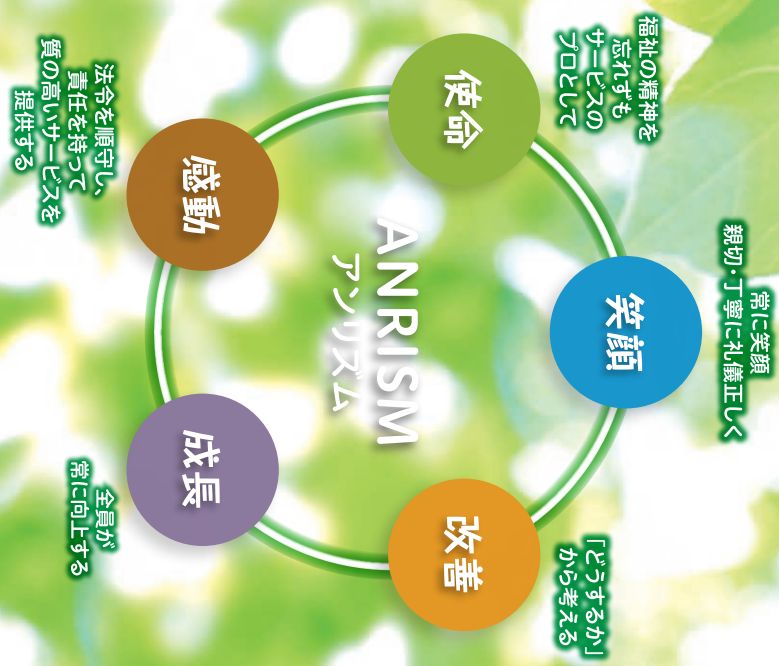 常に笑顔
親切・丁寧に礼儀正しく
笑顔
福祉の精神を
忘れずも
サービスの
プロとして
使命
「どうするか」
から考える
改善
ANRISM
アンリズム
法令を順守し、
責任を持って
質の高いサービスを
提供する
感動
全員が
常に向上する
成長